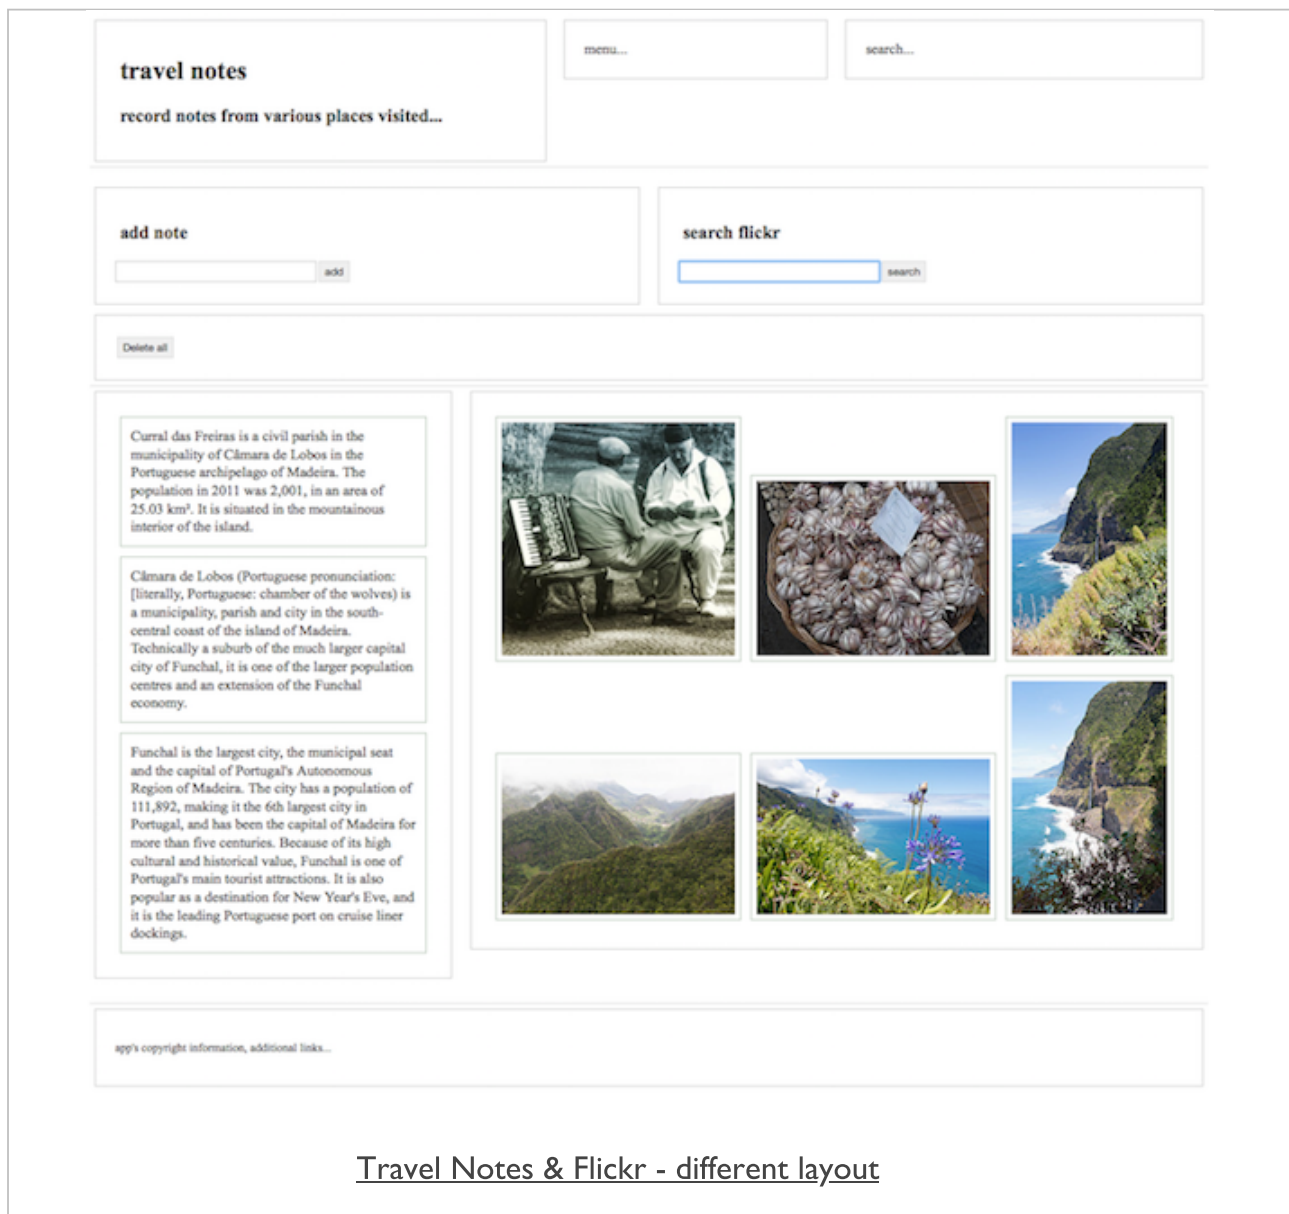 travel notes
record notes from various places visited...
menu...
search...
add note
add
search flickr
search
Delete all
Curral das Freiras is a civil parish in the
municipality of Câmara de Lobos in the
Portuguese archipelago of Madeira. The
population in 2011 was 2,001, in an area of
25.03 km². It is situated in the mountainous
interior of the island.
Câmara de Lobos (Portuguese pronunciation:
[literally, Portuguese: chamber of the wolves) is
a municipality, parish and city in the south-
central coast of the island of Madeira.
Technically a suburb of the much larger capital
city of Funchal, it is one of the larger population
centres and an extension of the Funchal
economy.
Funchal is the largest city, the municipal seat
and the capital of Portugal's Autonomous
Region of Madeira. The city has a population of
111,892, making it the 6th largest city in
Portugal, and has been the capital of Madeira for
more than five centuries. Because of its high
cultural and historical value, Funchal is one of
Portugal's main tourist attractions. It is also
popular as a destination for New Year's Eve, and
it is the leading Portuguese port on cruise liner
dockings.
app's copyright information, additional links...
Travel Notes & Flickr - different layout